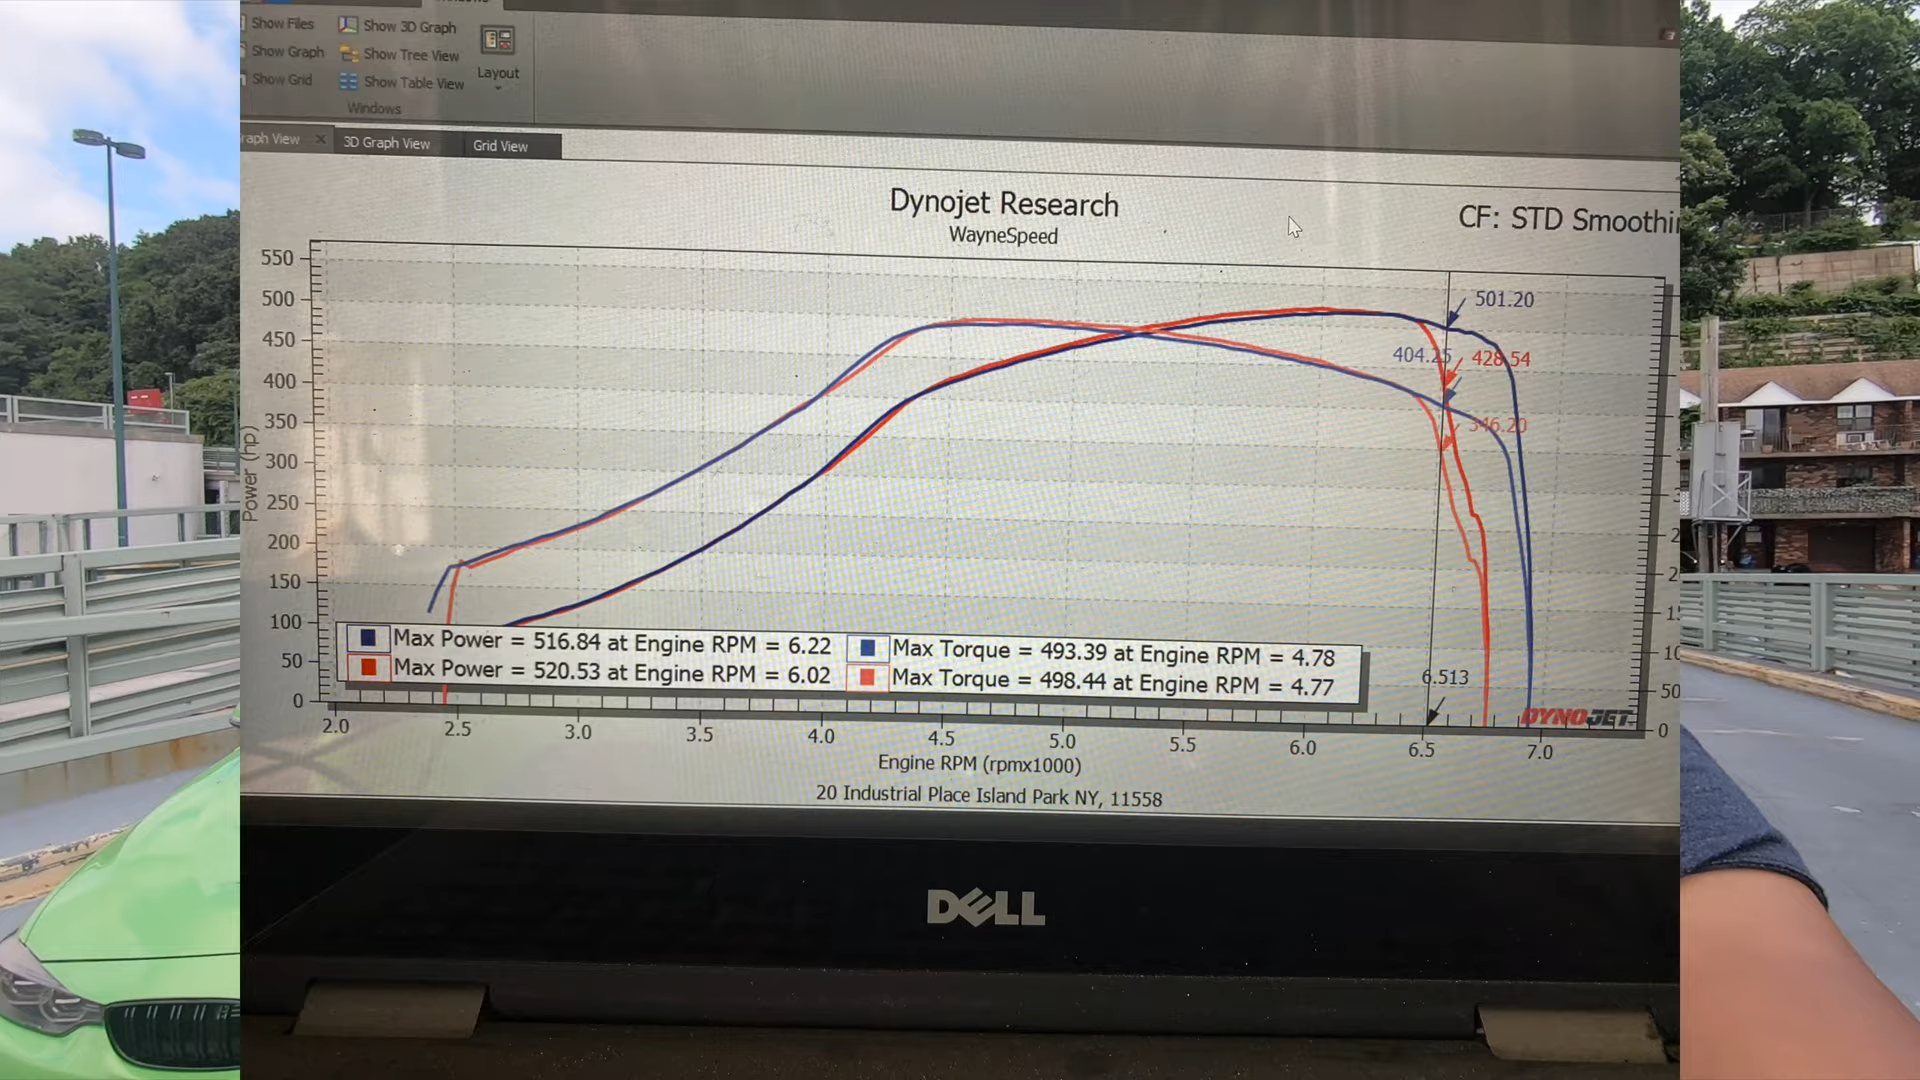 Show Files
Show 3D Graph
Show Graph
Show Tree View
Show Grid
Show Table View
Layout
Windows
raph View × 3D Graph View Grid View
Dynojet Research
WayneSpeed
CF: STD Smoothi
Power (hp)
550
500
450
400
350
300
250
200
150
100
50
0
501.20
404.25
428.54
346.20
Max Power = 516.84 at Engine RPM = 6.22
Max Torque = 493.39 at Engine RPM = 4.78
Max Power = 520.53 at Engine RPM = 6.02
Max Torque = 498.44 at Engine RPM = 4.77
6.513
50
0
DYNOJET
2.0 2.5 3.0 3.5 4.0 4.5 5.0 5.5 6.0 6.5 7.0
Engine RPM (rpmx1000)
20 Industrial Place Island Park NY, 11558
DELL